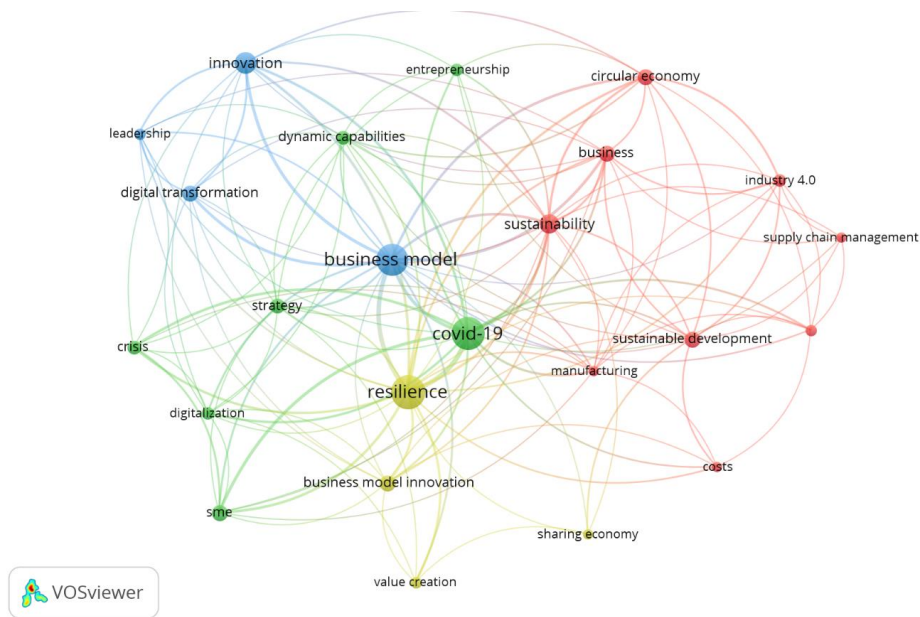 innovation
entrepreneurship
circular economy
leadership
dynamic capabilities
business
industry 4.0
digital transformation
sustainability
supply chain management
business model
strategy
covid-19
crisis
sustainable development
manufacturing
resilience
digitalization
costs
business model innovation
sme
sharing economy
value creation
VOSviewer